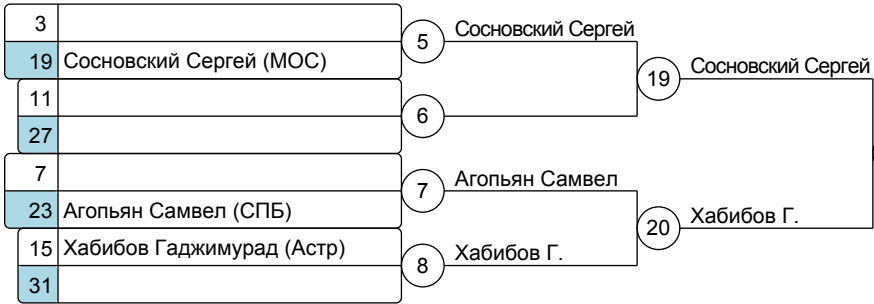 3
19 Сосновский Сергей (МОС)
5
Сосновский Сергей
11
27
6
19
Сосновский Сергей
7
23 Агопьян Самвел (СПБ)
7
Агопьян Самвел
15 Хабибов Гаджимурад (Астр)
31
8
Хабибов Г.
20
Хабибов Г.